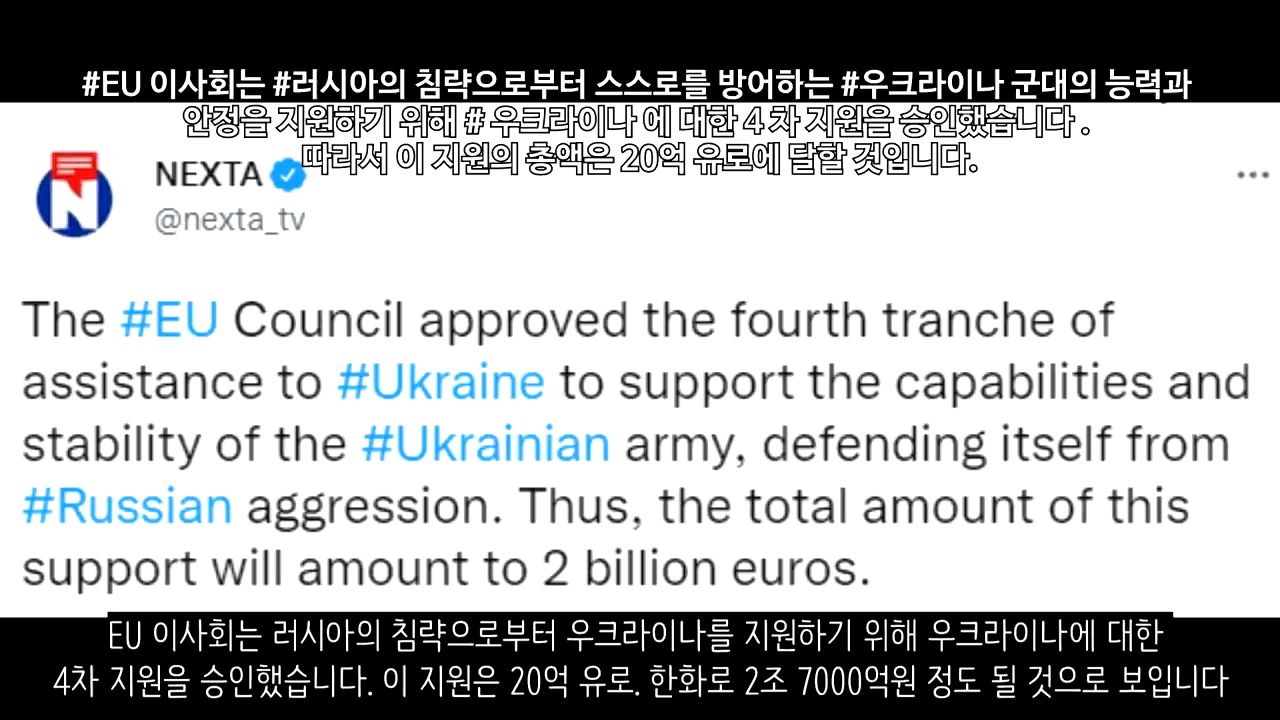 #EU 이사회는 #러시아의 침략으로부터 스스로를 방어하는 #우크라이나 군대의 능력과
안정을 지원하기 위해 # 우크라이나 에 대한 4 차 지원을 승인했습니다 .
따라서 이 지원의 총액은 20억 유로에 달할 것입니다.
NEXTA
@nexta_tv
The #EU Council approved the fourth tranche of
assistance to #Ukraine to support the capabilities and
stability of the #Ukrainian army, defending itself from
#Russian aggression. Thus, the total amount of this
support will amount to 2 billion euros.
EU 이사회는 러시아의 침략으로부터 우크라이나를 지원하기 위해 우크라이나에 대한
4차 지원을 승인했습니다. 이 지원은 20억 유로. 한화로 2조 7000억원 정도 될 것으로 보입니다